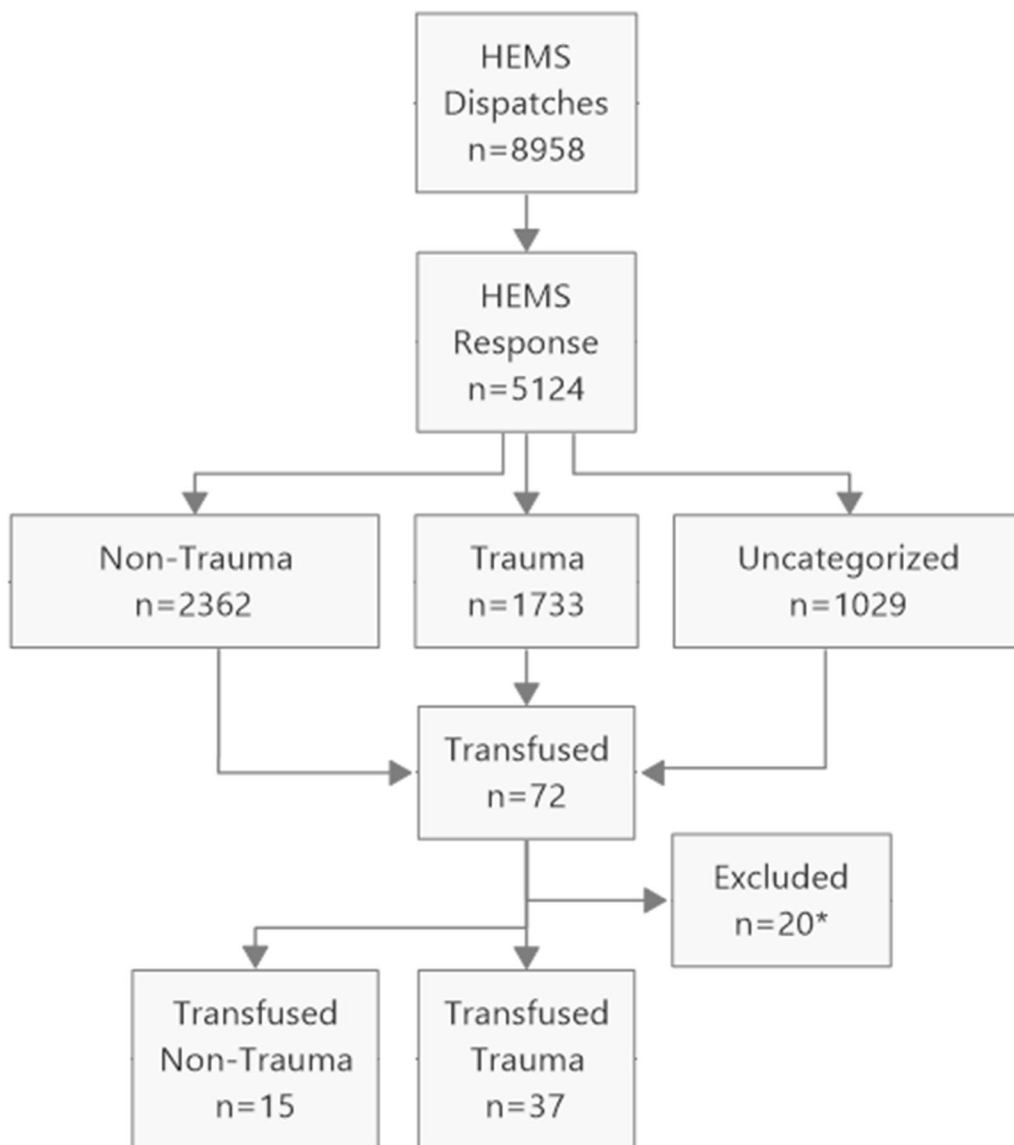 HEMS
Dispatches
n=8958
HEMS
Response
n=5124
Non-Trauma
n=2362
Trauma
n=1733
Uncategorized
n=1029
Transfused
n=72
Excluded
n=20*
Transfused
Non-Trauma
n=15
Transfused
Trauma
n=37